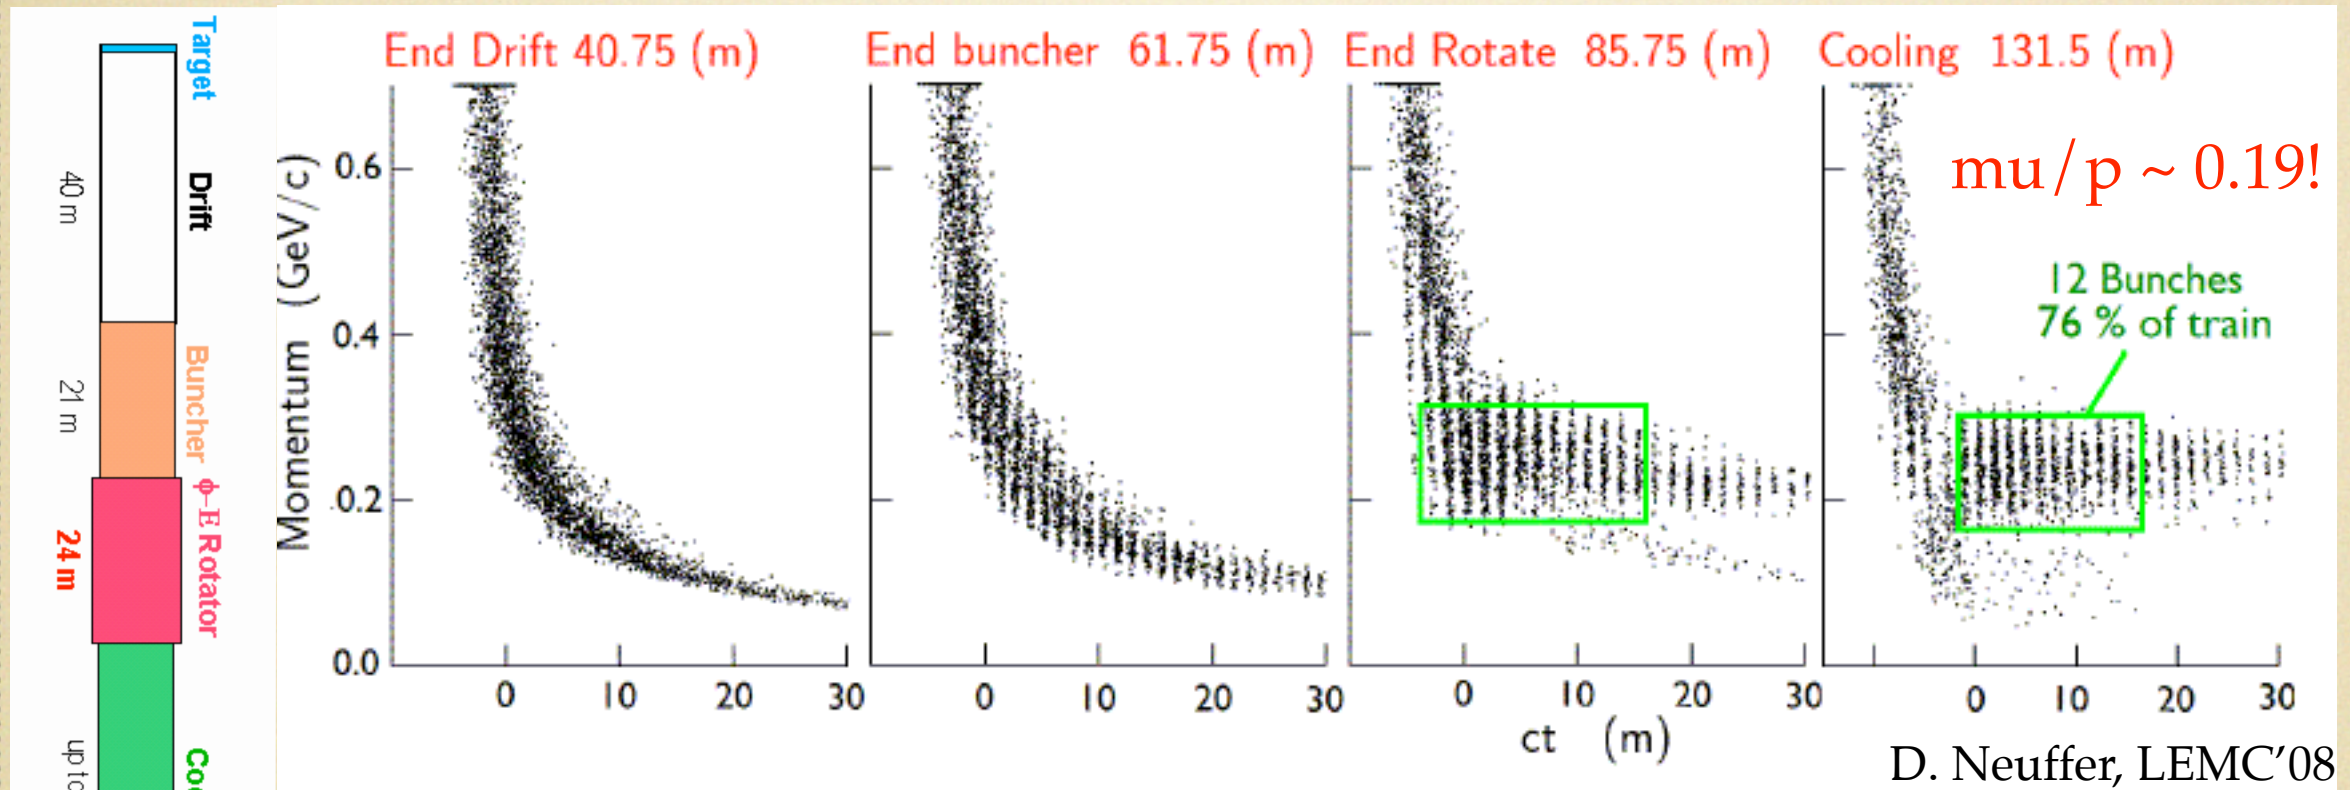 Target
Drift
40 m
Buncher
21 m
ϕ-E Rotator
24 m
up to
End Drift 40.75 (m)
End buncher 61.75 (m)
End Rotate 85.75 (m)
Cooling 131.5 (m)
mu/p ~ 0.19!
12 Bunches
76 % of train
Momentum (GeV/c)
0.6
0.4
0.2
0.0
0 10 20 30
0 10 20 30
0 10 20 30
0 10 20 30
ct (m)
D. Neuffer, LEMC'08